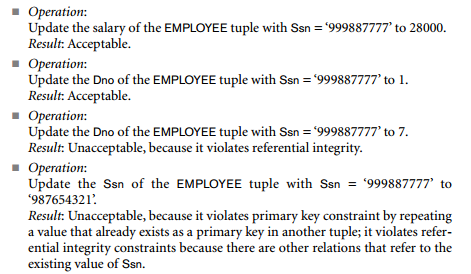 ■ Operation:
Update the salary of the EMPLOYEE tuple with Ssn = ‘999887777’ to 28000.
Result: Acceptable.
■ Operation:
Update the Dno of the EMPLOYEE tuple with Ssn = ‘999887777’ to 1.
Result: Acceptable.
■ Operation:
Update the Dno of the EMPLOYEE tuple with Ssn = ‘999887777’ to 7.
Result: Unacceptable, because it violates referential integrity.
■ Operation:
Update the Ssn of the EMPLOYEE tuple with Ssn = ‘999887777’ to
‘987654321’.
Result: Unacceptable, because it violates primary key constraint by repeating
a value that already exists as a primary key in another tuple; it violates refer-
ential integrity constraints because there are other relations that refer to the
existing value of Ssn.